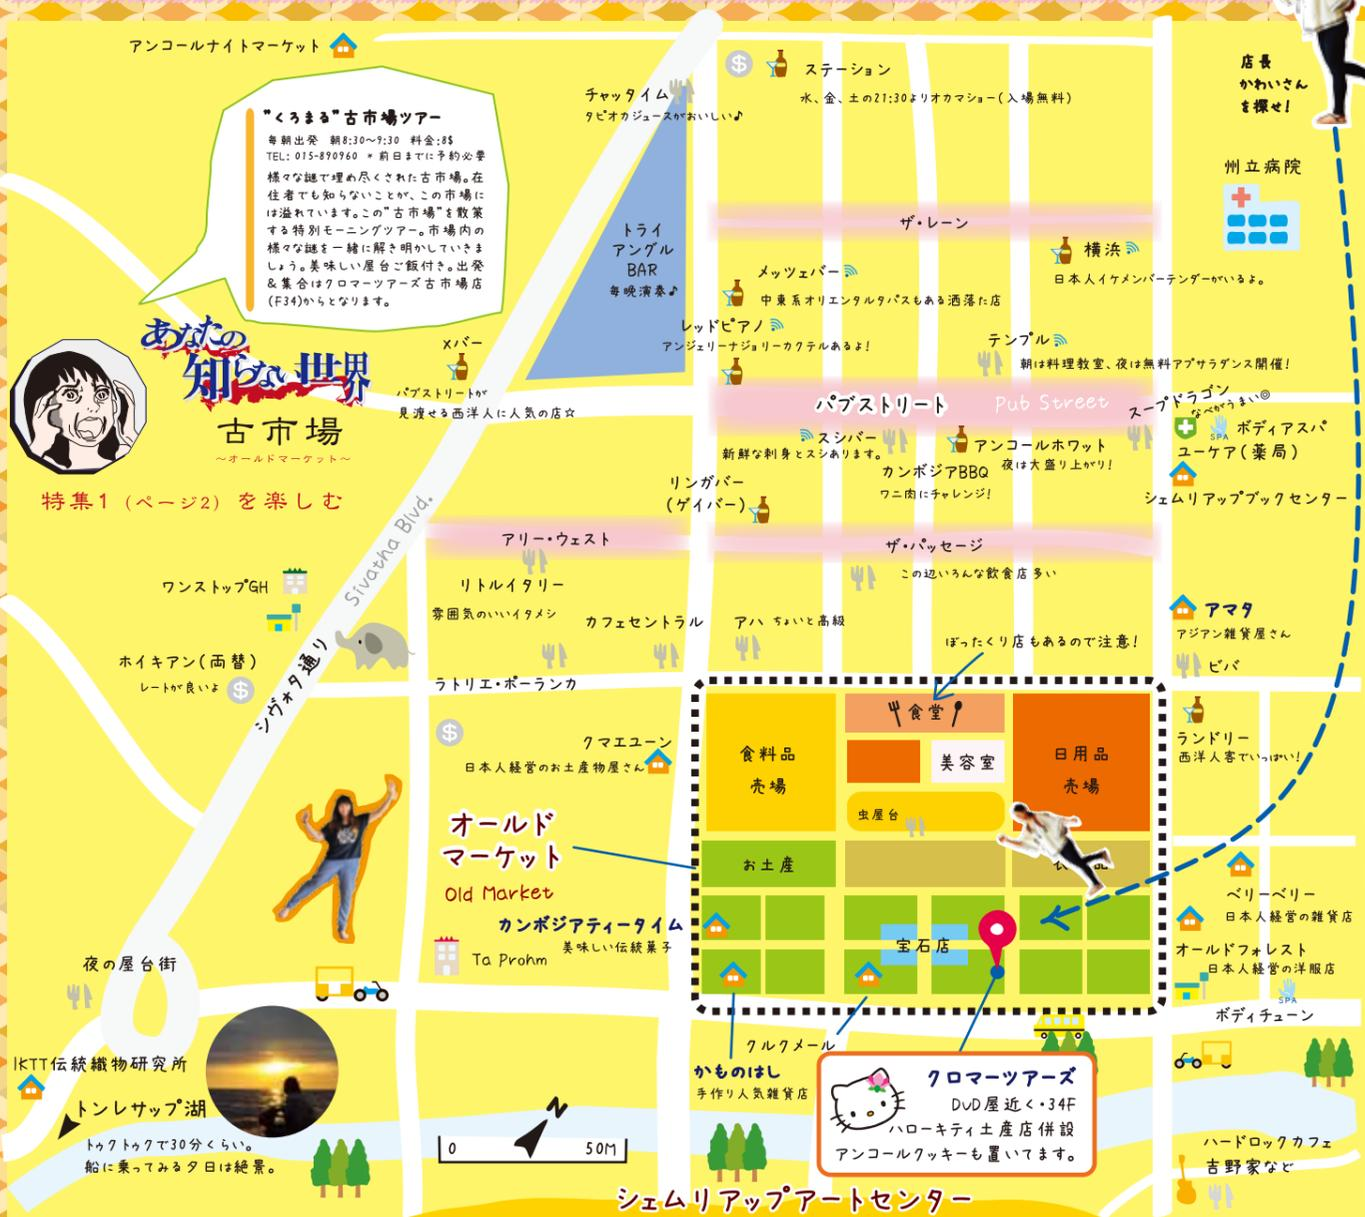 アンコールナイトマーケット
"くろまる"古市場ツアー
毎朝出発 朝8:30〜9:30 料金:8$
TEL: 015-890960 * 前日までに予約必要
様々な謎で埋め尽くされた古市場。在
住者でも知らないことが、この市場に
は溢れています。この"古市場"を散策
する特別モーニングツアー。市場内の
様々な謎を一緒に解き明かしていきま
しょう。美味しい屋台ご飯付き。出発
&集合はクロマーツアーズ古市場店
(F34)からとなります。
あなたの
知らない世界
古市場
〜オールドマーケット〜
特集1(ページ2)を楽しむ
チャッタイム
タピオカジュースがおいしい♪
$
ステーション
水、金、土の21:30よりオカマショー(入場無料)
店長
かわいさん
を探せ!
州立病院
トライ
アングル
BAR
毎晩演奏♪
ザ・レーン
横浜
日本人イケメンバーテンダーがいるよ。
メッツェバー
中東系オリエンタルタパスもある洒落た店
レッドピアノ
アンジェリーナジョリーカクテルあるよ!
テンプル
朝は料理教室、夜は無料アプサラダンス開催!
xバー
パブストリートが
見渡せる西洋人に人気の店☆
パブストリート
Pub Street
スープドラゴン
なべがうまい◎
SPA
ボディアスパ
ユーケア(薬局)
シェムリアップブックセンター
スシバー
新鮮な刺身とスシあります。
アンコールホワット
夜は大盛り上がり!
カンボジアBBQ
ワニ肉にチャレンジ!
リンガバー
(ゲイバー)
Sivatha Blvd.
シヴォタ通り
アリー・ウェスト
ザ・パッセージ
この辺いろんな飲食店多い
リトルイタリー
雰囲気のいいイタメシ
ワンストップGH
カフェセントラル
アハ ちょいと高級
アマタ
アジアン雑貨屋さん
ビバ
ぼったくり店もあるので注意!
ホイキアン(両替)
レートが良いよ
$
ラトリエ・ポーランカ
$
クマエユーン
日本人経営のお土産物屋さん
ランドリー
西洋人客でいっぱい!
食料品
売場
食堂
美容室
虫屋台
日用品
売場
お土産
宝石店
オールド
マーケット
Old Market
カンボジアティータイム
美味しい伝統菓子
Ta Prohm
ベリーベリー
日本人経営の雑貨店
オールドフォレスト
日本人経営の洋服店
SPA
ボディチューン
夜の屋台街
IKTT伝統織物研究所
トンレサップ湖
トゥクトゥクで30分くらい。
船に乗ってみる夕日は絶景。
クルクメール
かものはし
手作り人気雑貨店
クロマーツアーズ
DVD屋近く・34F
ハローキティ土産店併設
アンコールクッキーも置いてます。
N
0 50M
ハードロックカフェ
吉野家など
シェムリアップアートセンター